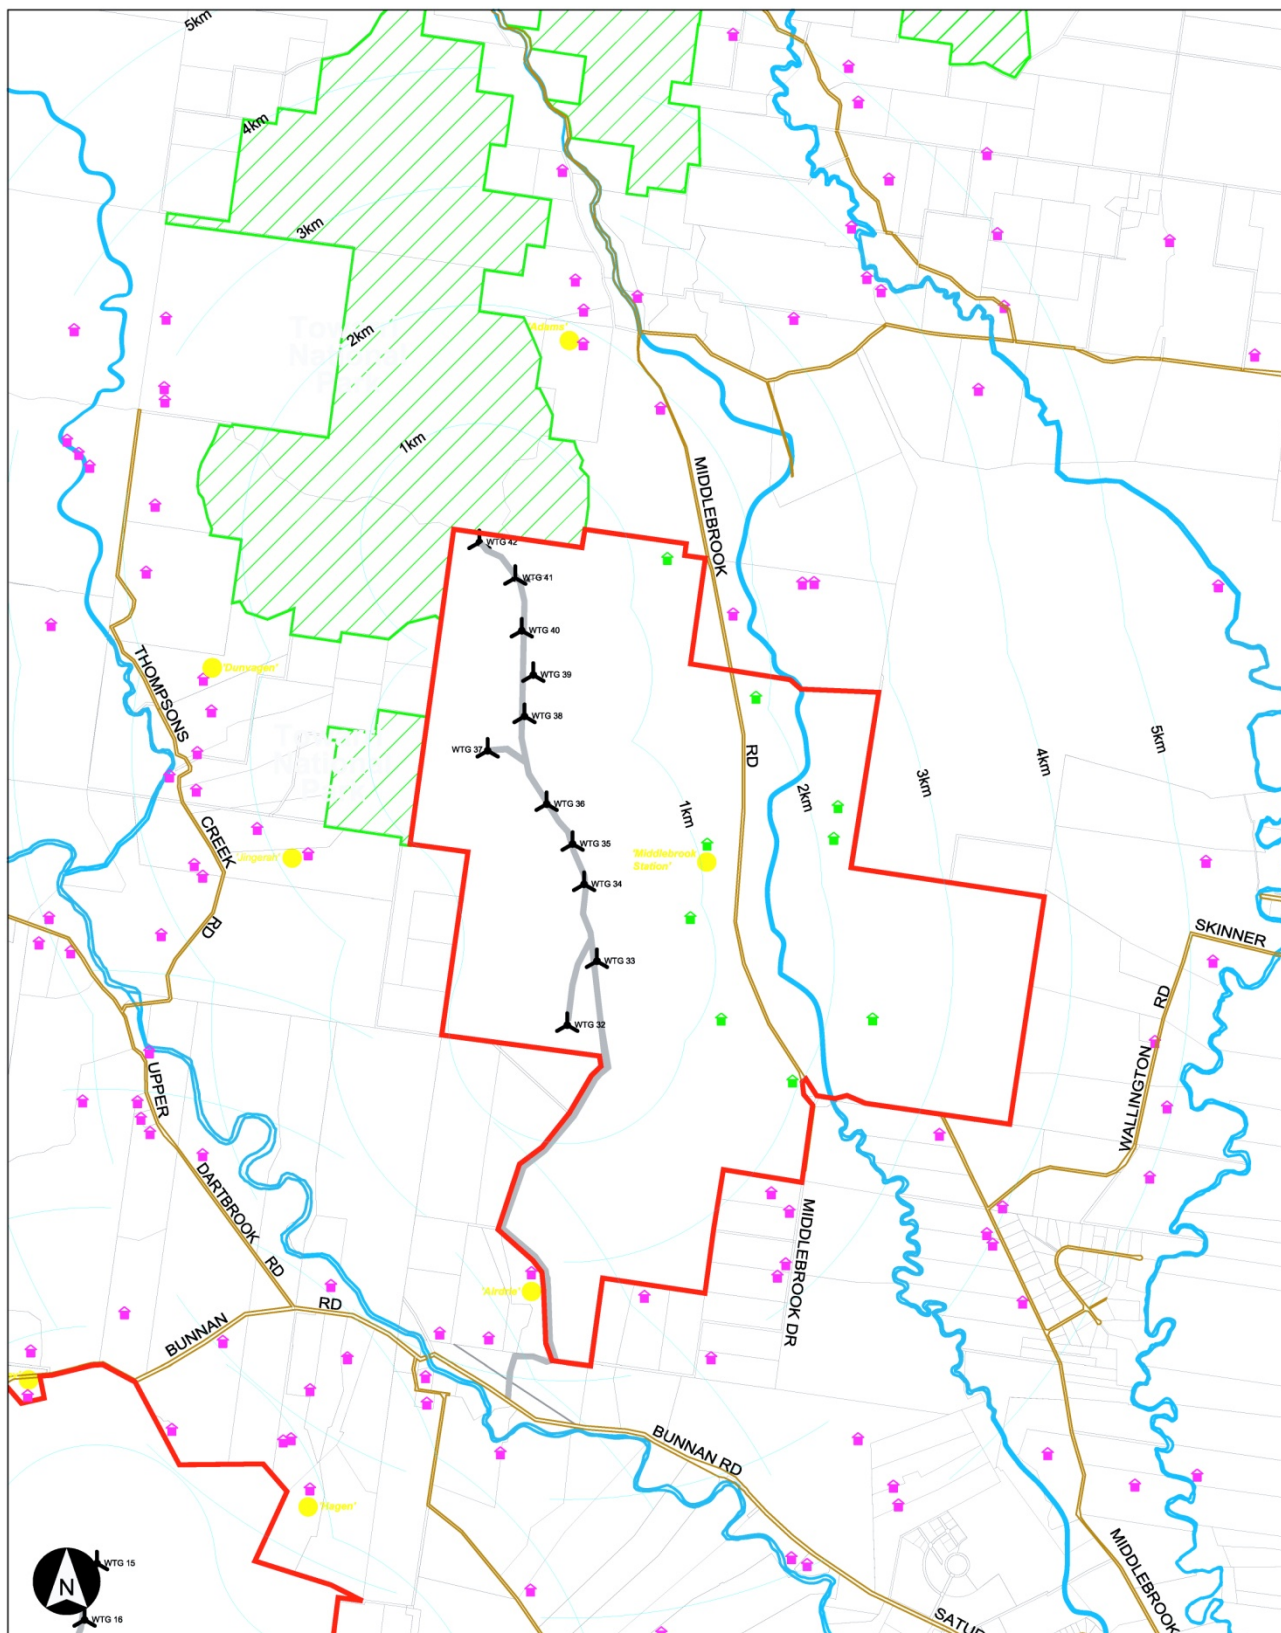 5km
4km
3km
2km
'Adams'
1km
MIDDLEBROOK
WTG 42
WTG 41
WTG 40
WTG 39
'Dunvagen'
THOMPSONS
WTG 38
WTG 37
RD
5km
4km
3km
2km
1km
WTG 36
CREEK
WTG 35
'Middlebrook
Station'
'Jingerah'
WTG 34
RD
SKINNER
WTG 33
RD
WTG 32
WALLINGTON
UPPER
DARTBROOK
MIDDLEBROOK DR
RD
'Airdrie'
RD
BUNNAN
BUNNAN RD
'Hagen'
MIDDLEBROOK
WTG 15
N
WTG 16
SATUR